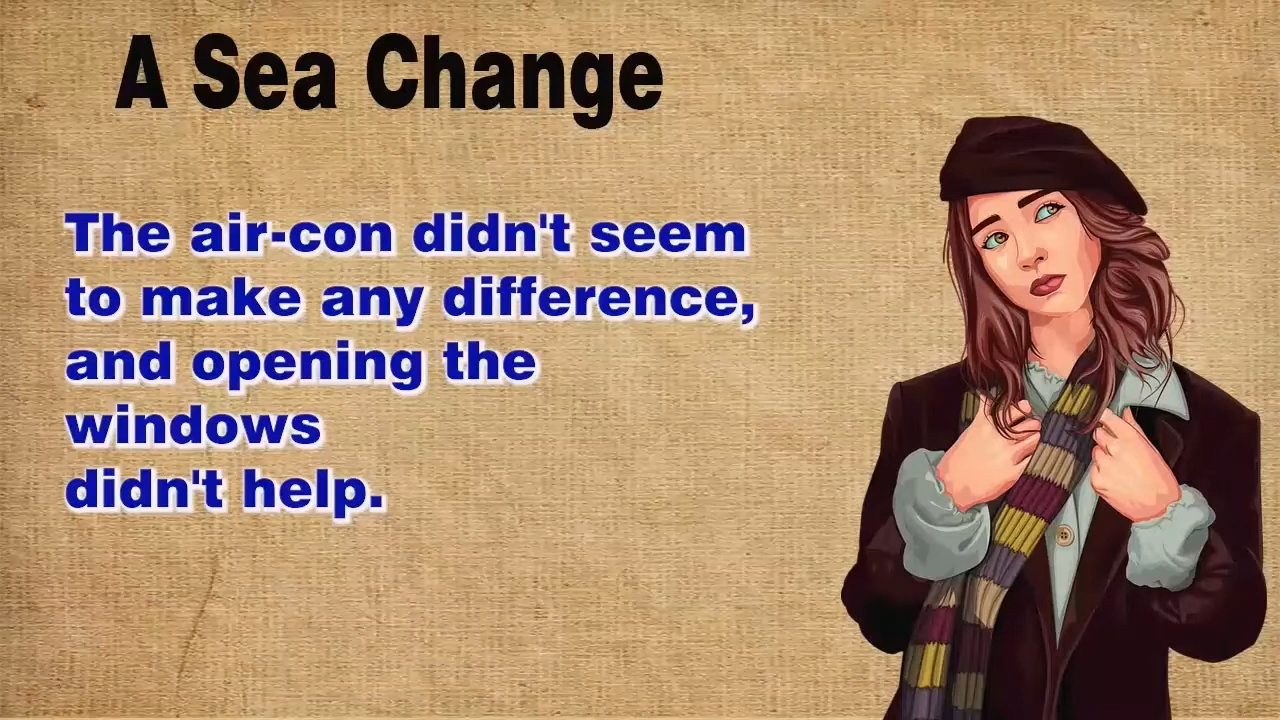 A Sea Change
The air-con didn't seem
to make any difference,
and opening the
windows
didn't help.